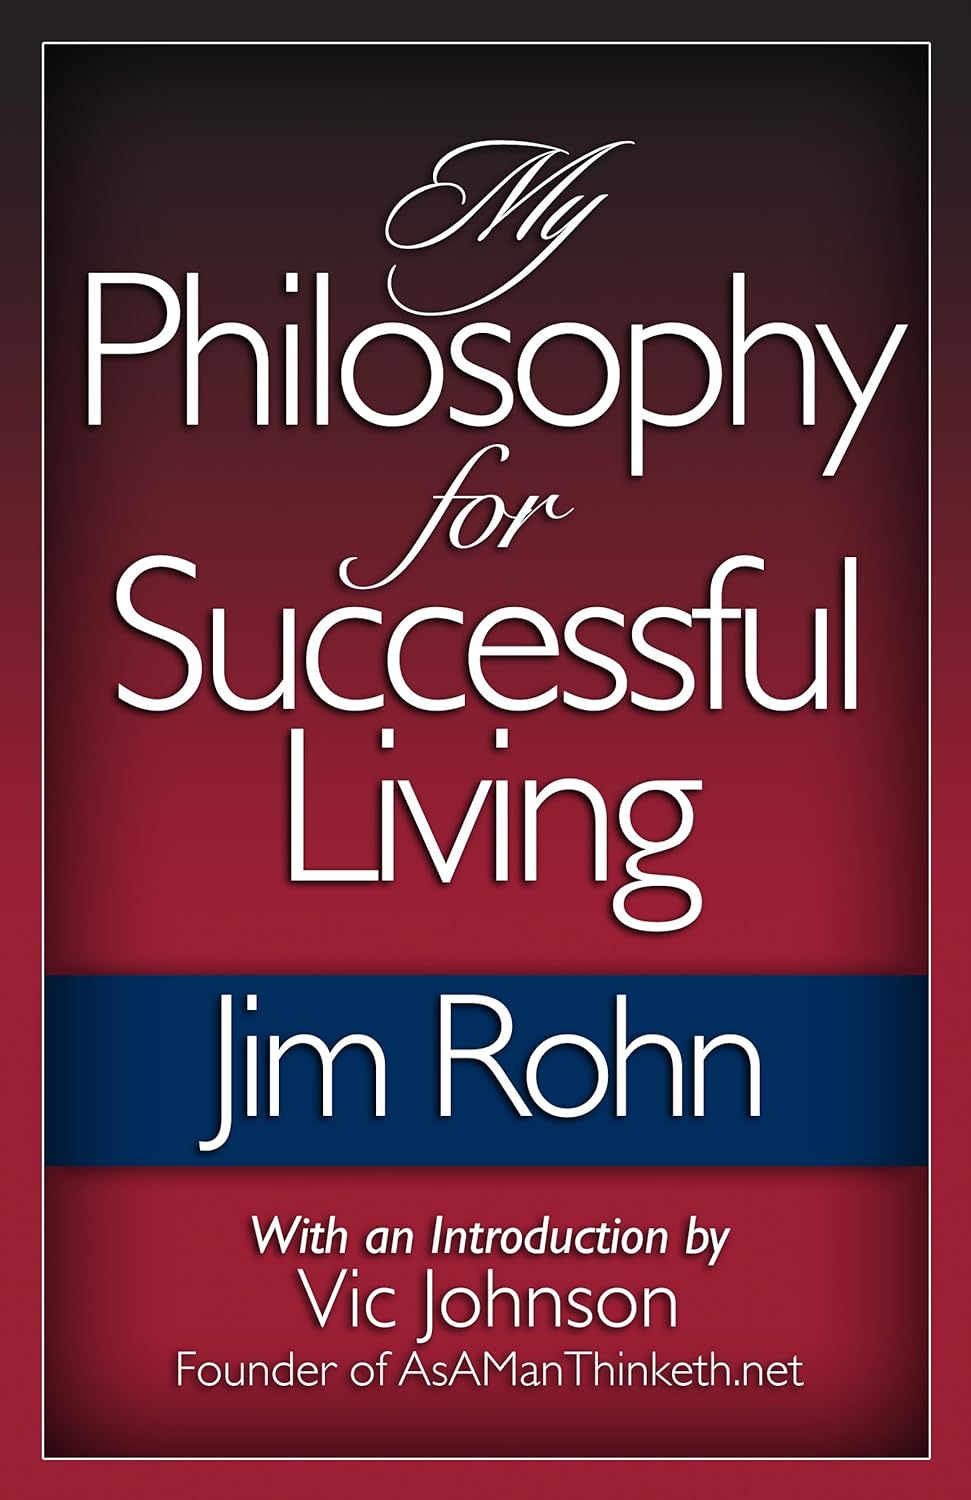 My
Philosophy
for
Successful
Living
Jim Rohn
With an Introduction by
Vic Johnson
Founder of AsAManThinketh.net